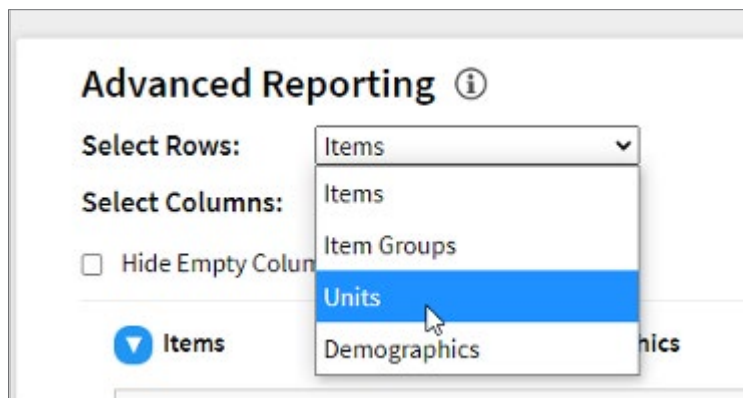 Advanced Reporting
Select Rows: Items
Items
Select Columns:
Item Groups
Hide Empty Colum
Units
Items hics
Demographics